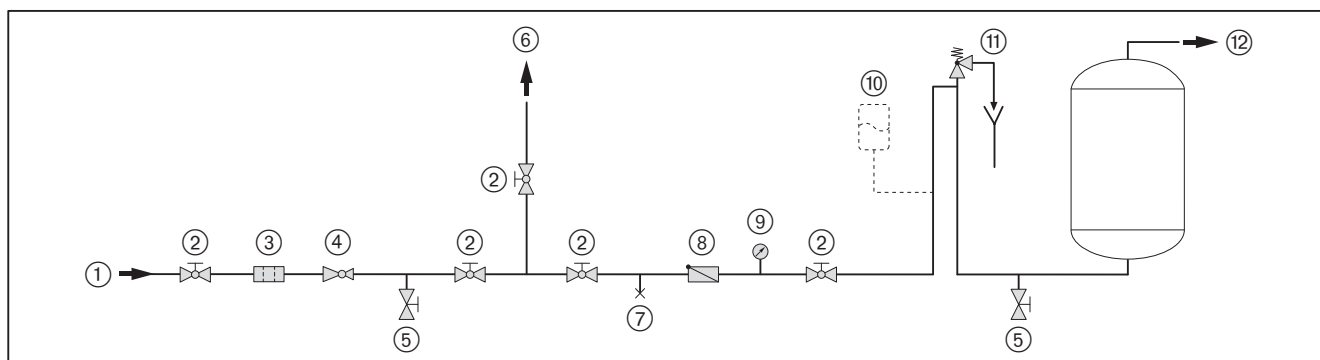 ⑥ ⑪ ⑫
⑩
②
① ② ③ ④ ② ② ⑧ ⑨ ②
⑤ ⑦ ⑤